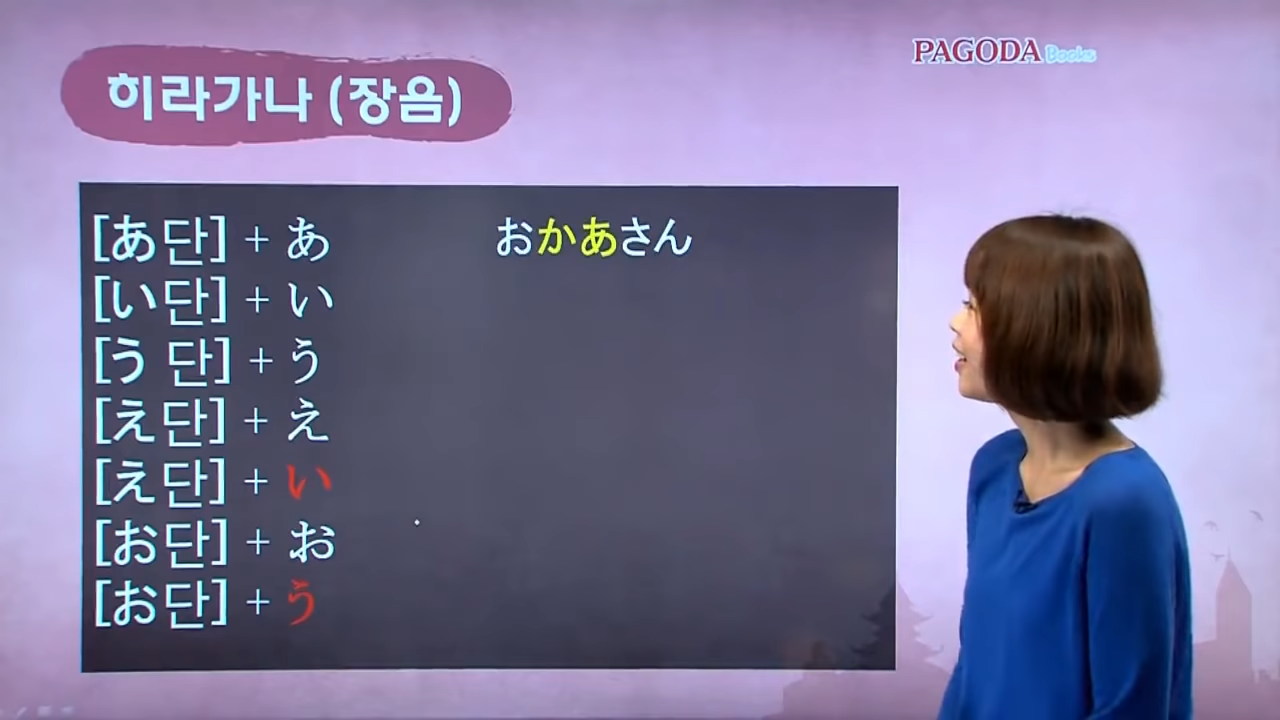 PAGODA Books
히라가나 (장음)
[あ단] + あ おかあさん
[い단] + い
[う 단] + う
[え단] + え
[え단] + い
[お단] + お
[お단] + う